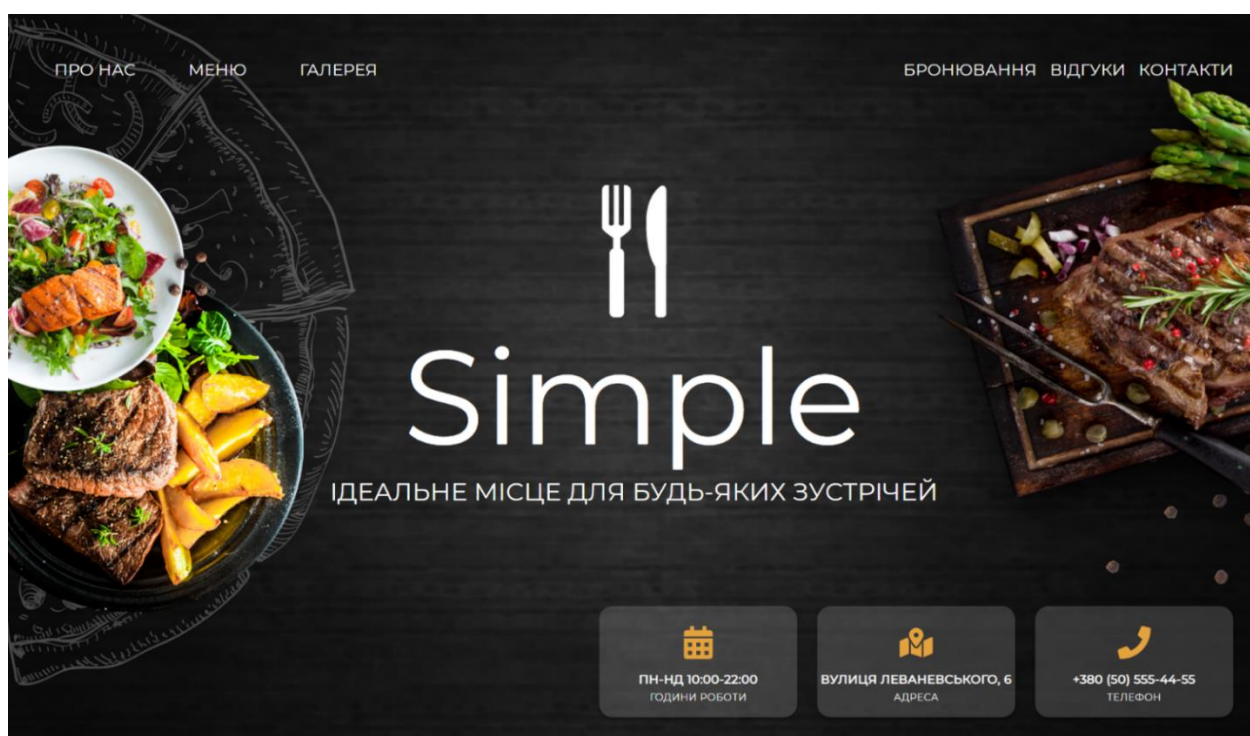 ПРО НАС МЕНЮ ГАЛЕРЕЯ БРОНЮВАННЯ ВІДГУКИ КОНТАКТИ
Simple
ІДЕАЛЬНЕ МІСЦЕ ДЛЯ БУДЬ-ЯКИХ ЗУСТРІЧЕЙ
ПН-НД 10:00-22:00
ГОДИНИ РОБОТИ
ВУЛИЦЯ ЛЕВАНЕВСЬКОГО, 6
АДРЕСА
+380 (50) 555-44-55
ТЕЛЕФОН